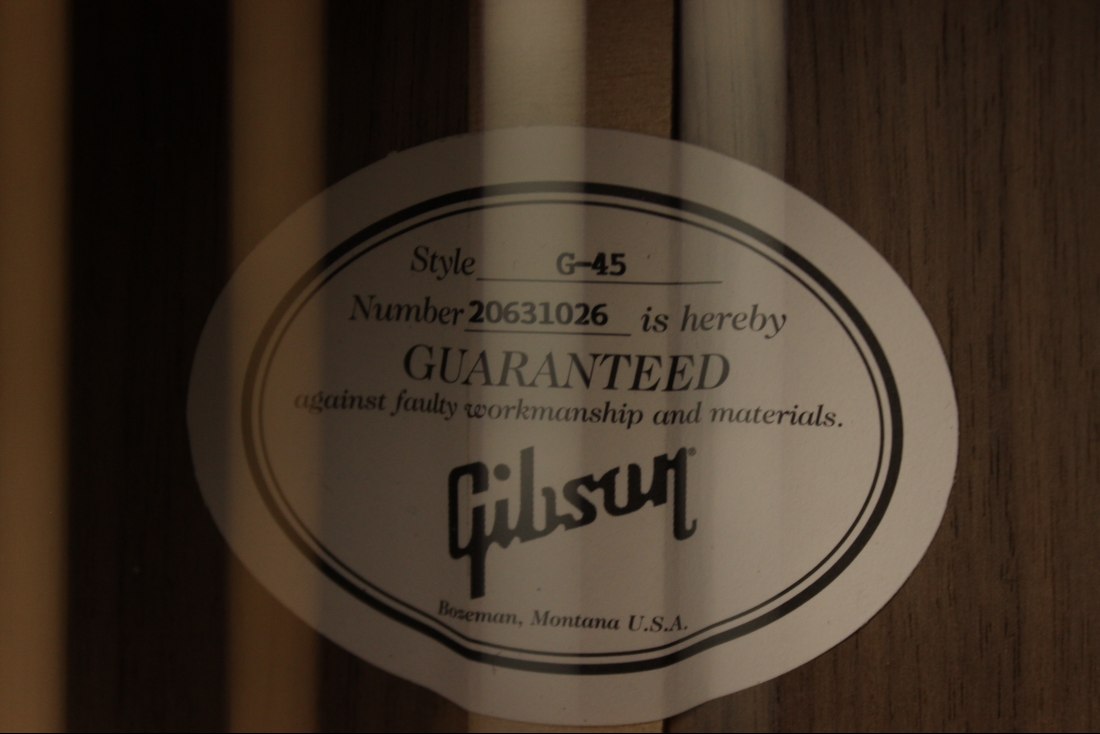 Style G-45
Number 20631026 is hereby
GUARANTEED
against faulty workmanship and materials.
Gibson
Bozeman, Montana U.S.A.